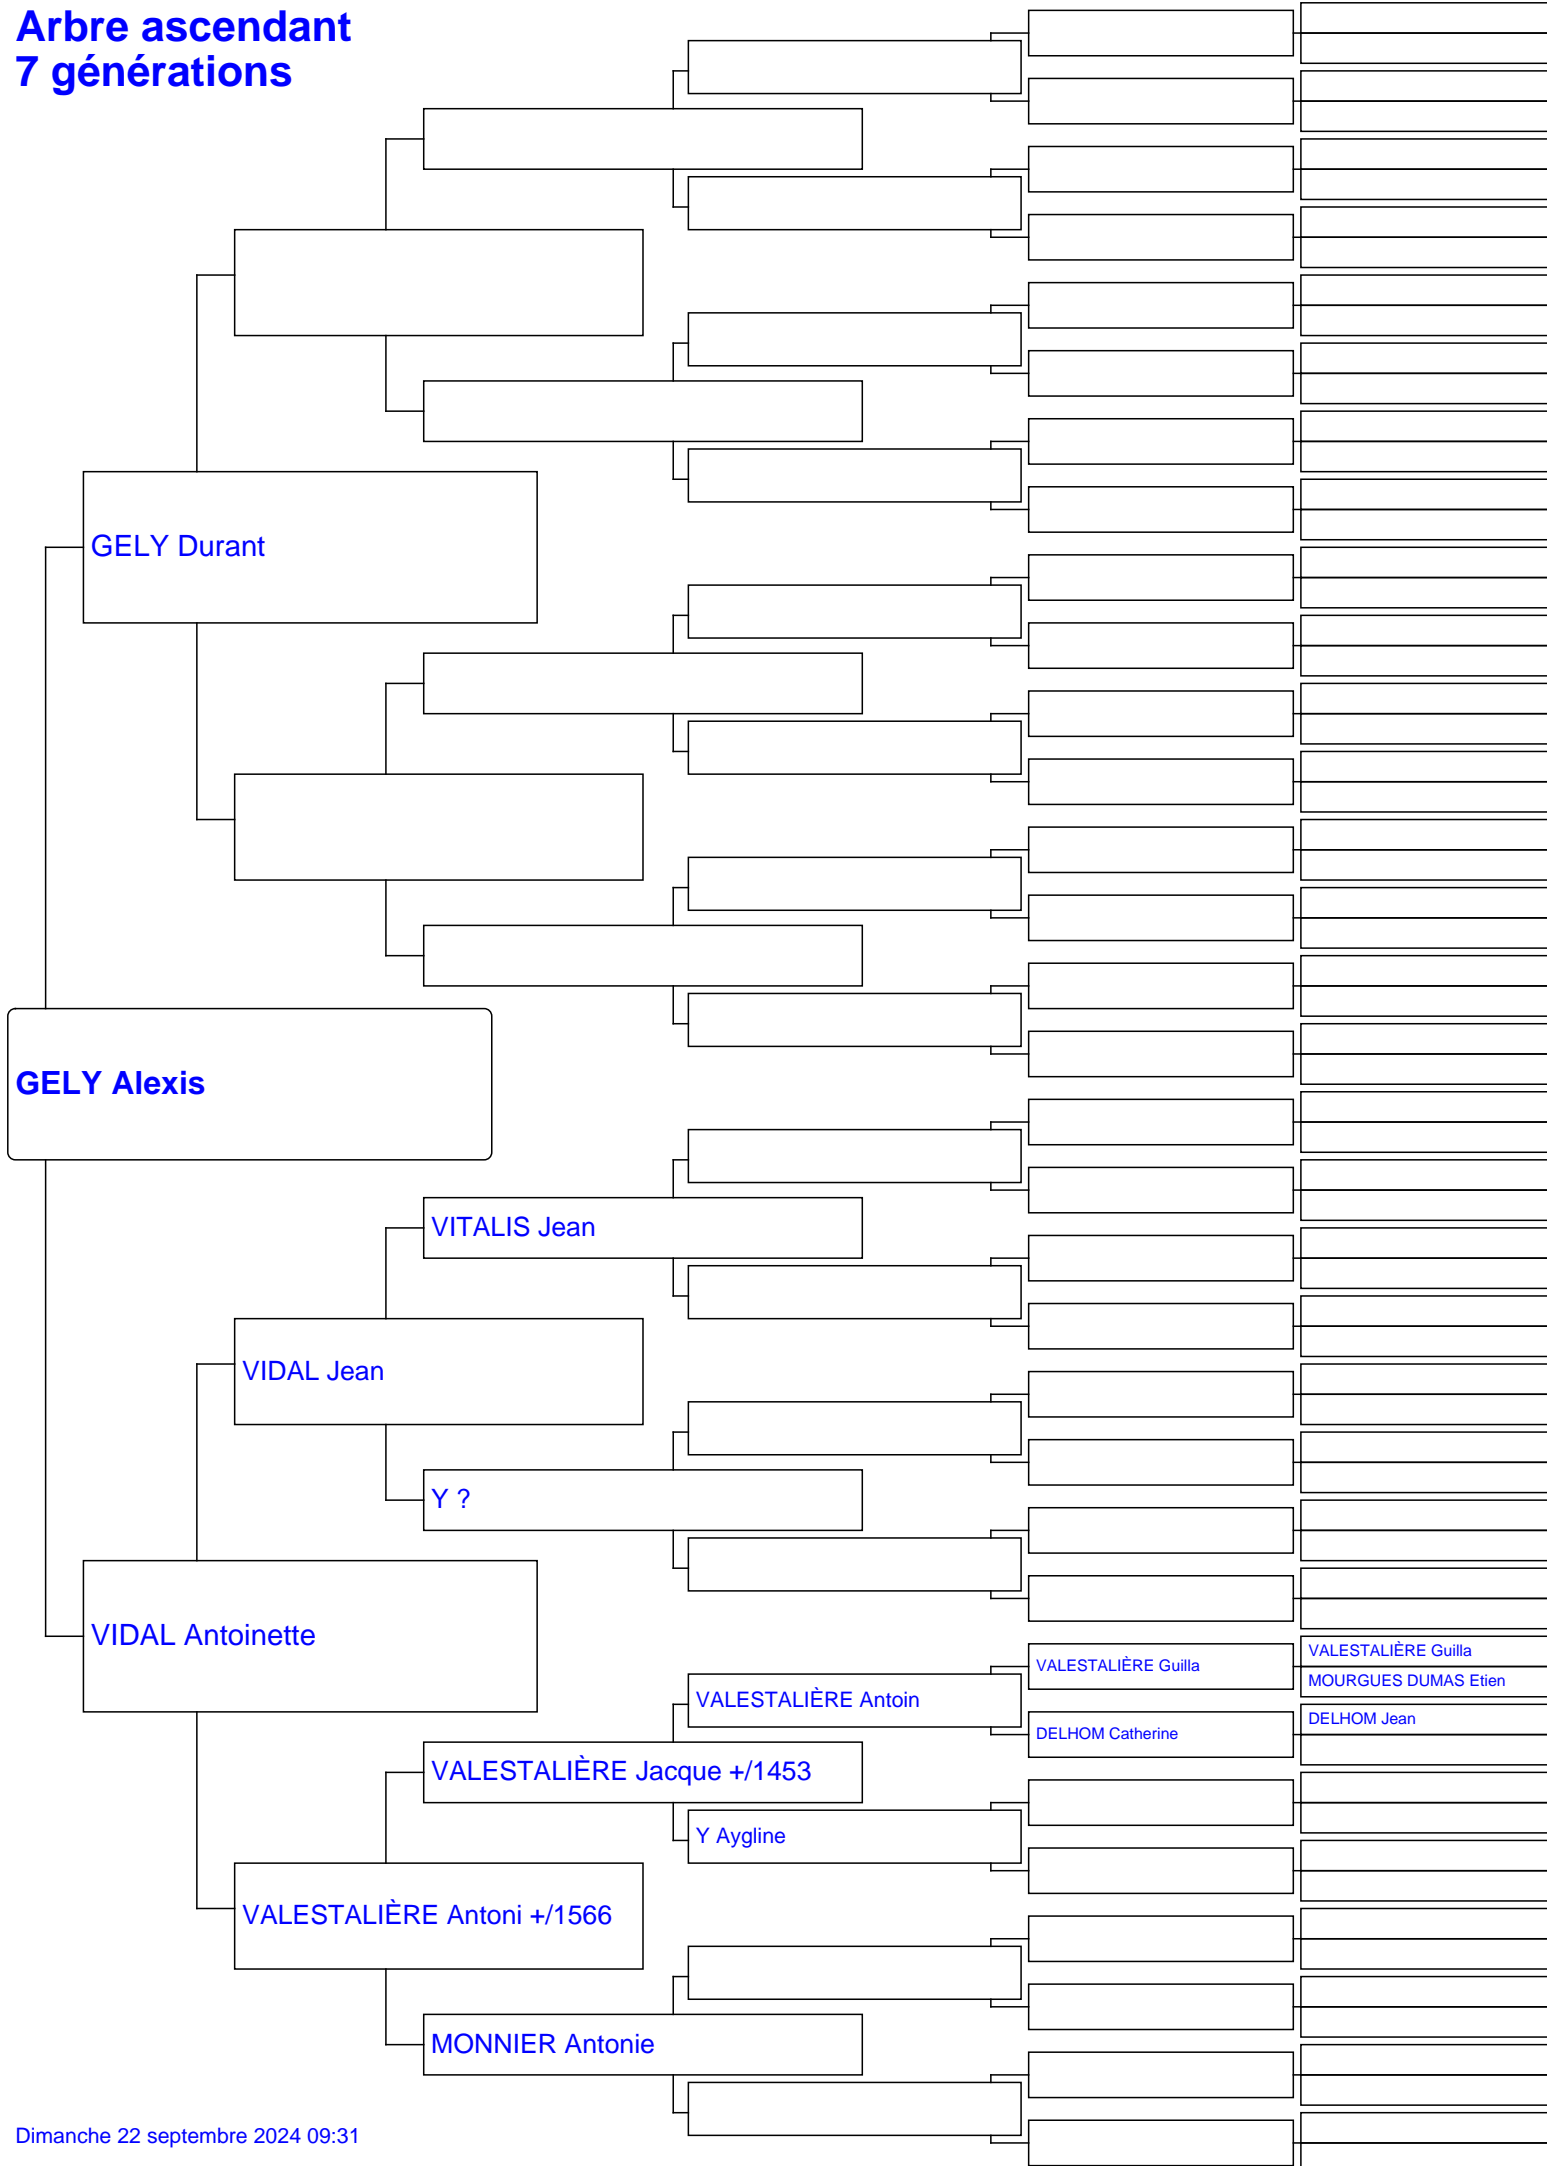 Arbre ascendant
7 générations
GELY Durant
GELY Alexis
VITALIS Jean
VIDAL Jean
Y ?
VIDAL Antoinette
VALESTALIÈRE Guilla
VALESTALIÈRE Guilla
MOURGUES DUMAS Etien
VALESTALIÈRE Antoin
DELHOM Catherine
DELHOM Jean
VALESTALIÈRE Jacque +/1453
Y Aygline
VALESTALIÈRE Antoni +/1566
MONNIER Antonie
Dimanche 22 septembre 2024 09:31